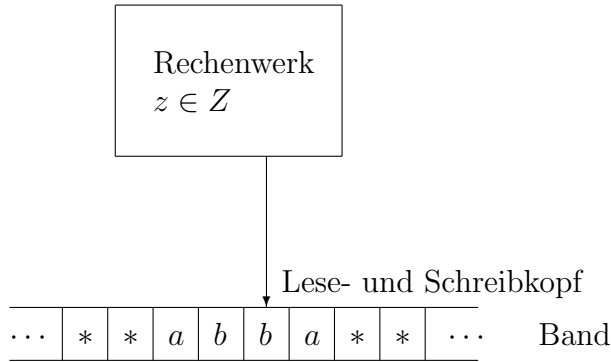 Rechenwerk
z ∈ Z
Lese- und Schreibkopf
··· * * a b b a * * ··· Band